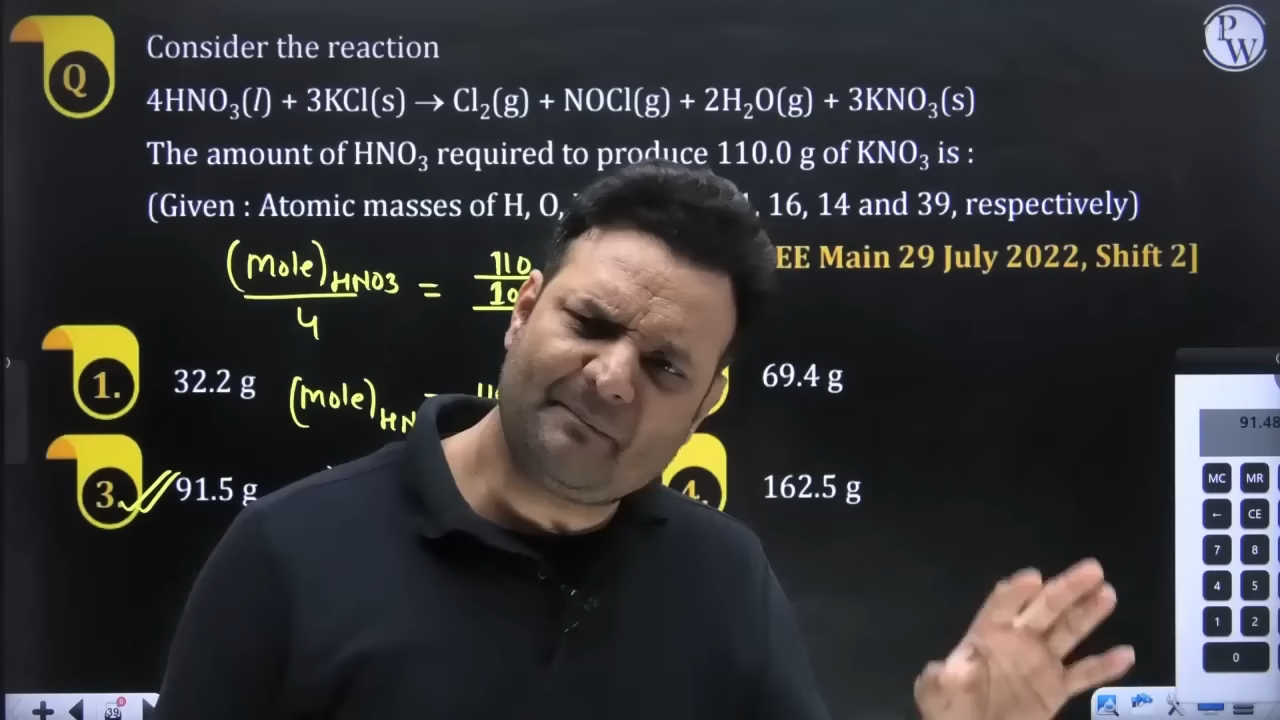 Q
PW
Consider the reaction
4HNO₃(l) + 3KCl(s) → Cl₂(g) + NOCl(g) + 2H₂O(g) + 3KNO₃(s)
The amount of HNO₃ required to produce 110.0 g of KNO₃ is :
(Given : Atomic masses of H, O, 16, 14 and 39, respectively)
EE Main 29 July 2022, Shift 2]
(Mole)HNO3 / 4 = 110 / 10
1. 32.2 g
(Mole)HN =
69.4 g
3. 91.5 g
4. 162.5 g
91.48
MC MR
← CE
7 8
4 5
1 2
0
39